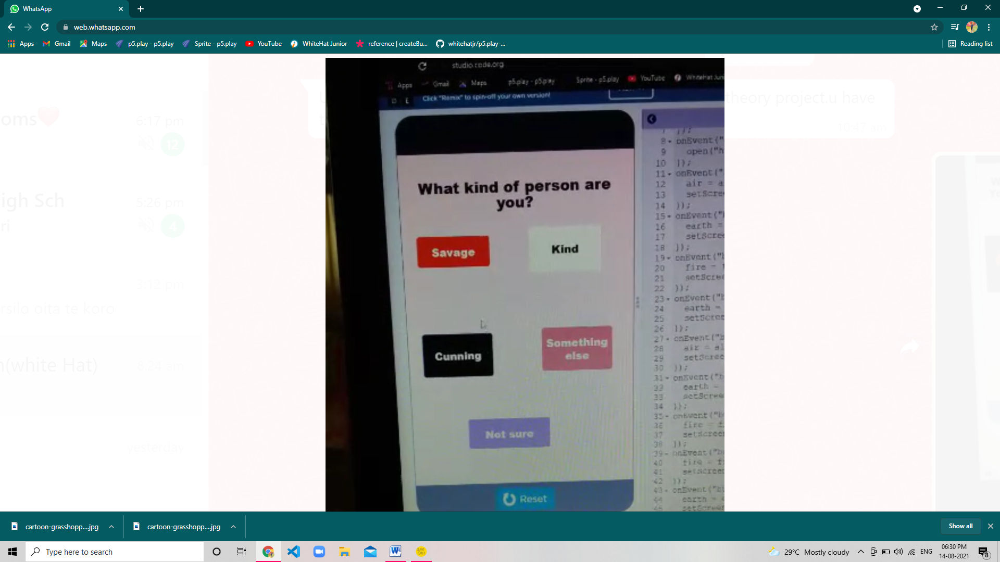 WhatsApp
web.whatsapp.com
Apps Gmail Maps p5.play - p5.play Sprite - p5.play YouTube WhiteHat Junior reference | createBu... whitehatjr/p5.play-... Reading list
oms 6:17 pm
12
igh Sch 5:26 pm
ri 4
3:12 pm
rsilo oita te koro
n(white Hat) 8:24 am
yesterday
theory project.u have
10:47 am
studio.code.org
Apps Gmail Maps p5.play - p5.play Sprite - p5.play YouTube WhiteHat Juni
D E Click "Remix" to spin-off your own version!
What kind of person are
you?
Savage
Kind
Cunning
Something
else
Not sure
Reset
7 });
8 onEvent("
9 open("h
10 });
11 onEvent("
12 air = a
13 setScre
14 });
15 onEvent("b
16 earth =
17 setScree
18 });
19 onEvent("b
20 fire =
21 setScree
22 });
23 onEvent("b
24 earth =
25 setScree
26 });
27 onEvent("b
28 air = ai
29 setScree
30 });
31 onEvent("b
32 earth =
33 setScree
34 });
35 onEvent("b
36 fire = f
37 setScreen
38 });
39 onEvent("b
40 fire = f
41 setScreen
42 });
43 onEvent("b
44 earth =
45 setScreen
cartoon-grasshopp....jpg cartoon-grasshopp....jpg Show all
Type here to search
29°C Mostly cloudy ENG
06:30 PM
14-08-2021
8